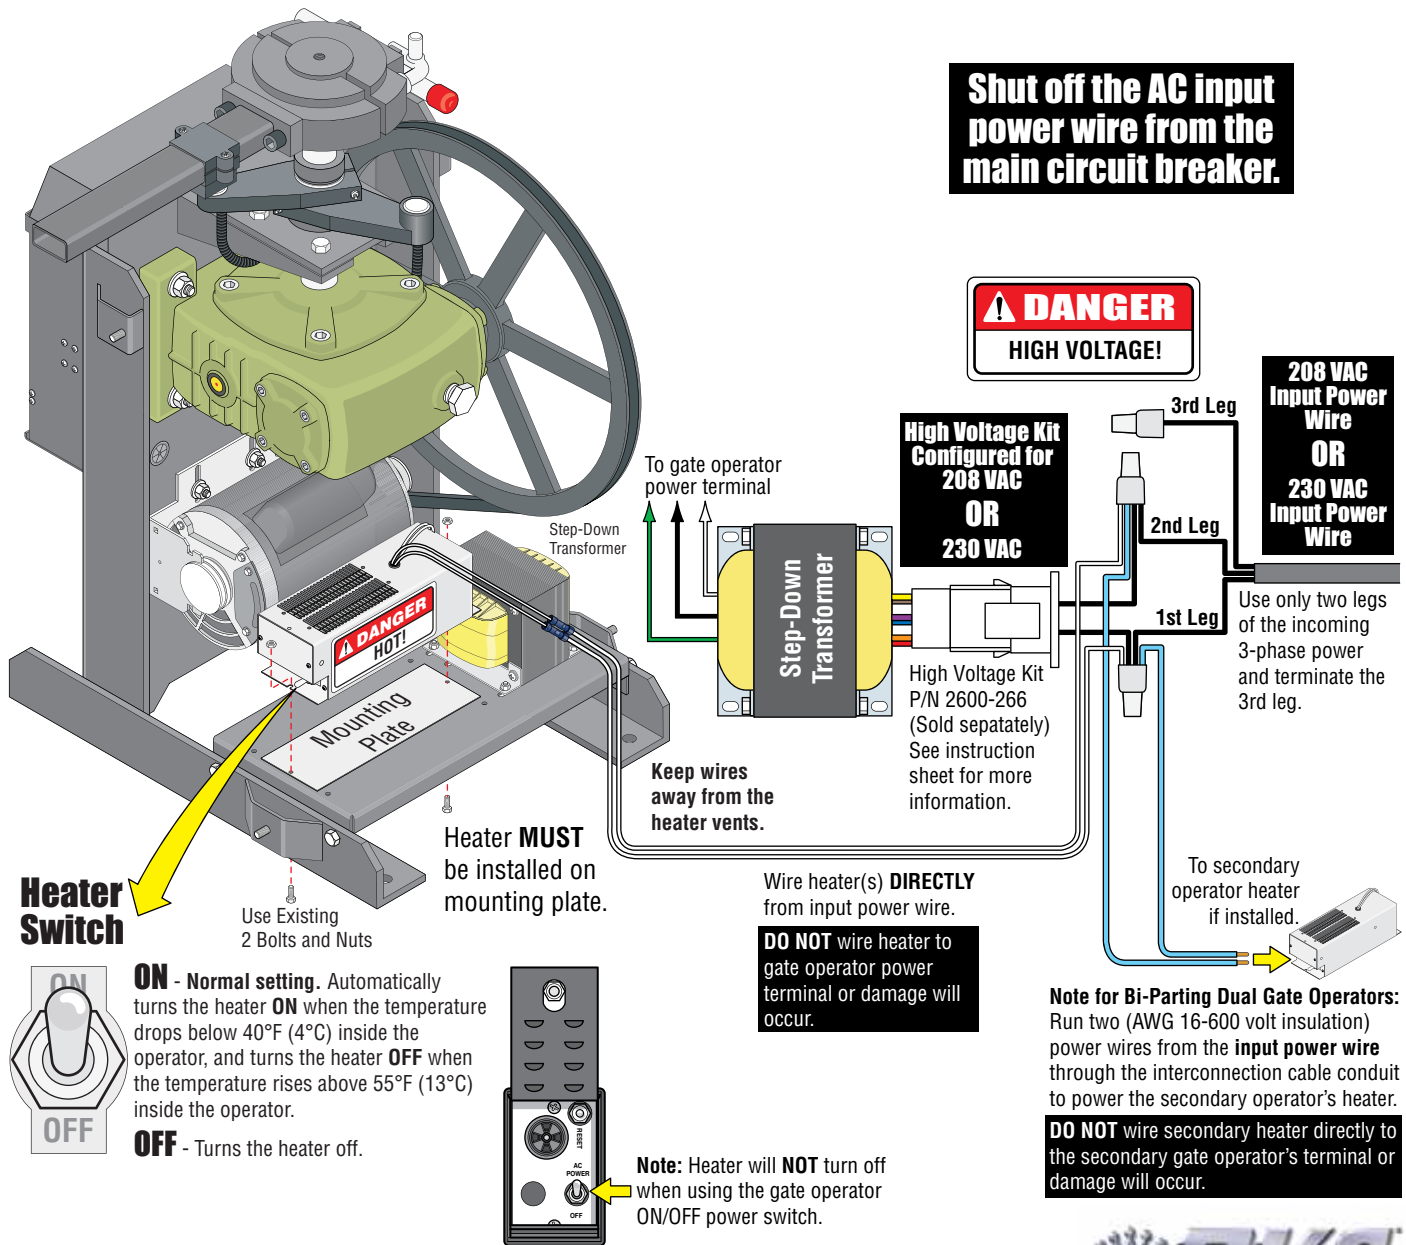 Shut off the AC input
power wire from the
main circuit breaker.
DANGER
HIGH VOLTAGE!
208 VAC
Input Power
Wire
OR
230 VAC
Input Power
Wire
High Voltage Kit
Configured for
208 VAC
OR
230 VAC
3rd Leg
2nd Leg
1st Leg
Use only two legs
of the incoming
3-phase power
and terminate the
3rd leg.
To gate operator
power terminal
Step-Down
Transformer
Step-Down
Transformer
High Voltage Kit
P/N 2600-266
(Sold sepatately)
See instruction
sheet for more
information.
DANGER
HOT!
Mounting
Plate
Keep wires
away from the
heater vents.
Heater MUST
be installed on
mounting plate.
Use Existing
2 Bolts and Nuts
Heater
Switch
ON
OFF
ON - Normal setting. Automatically
turns the heater ON when the temperature
drops below 40°F (4°C) inside the
operator, and turns the heater OFF when
the temperature rises above 55°F (13°C)
inside the operator.
OFF - Turns the heater off.
Wire heater(s) DIRECTLY
from input power wire.
DO NOT wire heater to
gate operator power
terminal or damage will
occur.
To secondary
operator heater
if installed.
Note for Bi-Parting Dual Gate Operators:
Run two (AWG 16-600 volt insulation)
power wires from the input power wire
through the interconnection cable conduit
to power the secondary operator's heater.
DO NOT wire secondary heater directly to
the secondary gate operator's terminal or
damage will occur.
RESET
AC
POWER
OFF
Note: Heater will NOT turn off
when using the gate operator
ON/OFF power switch.